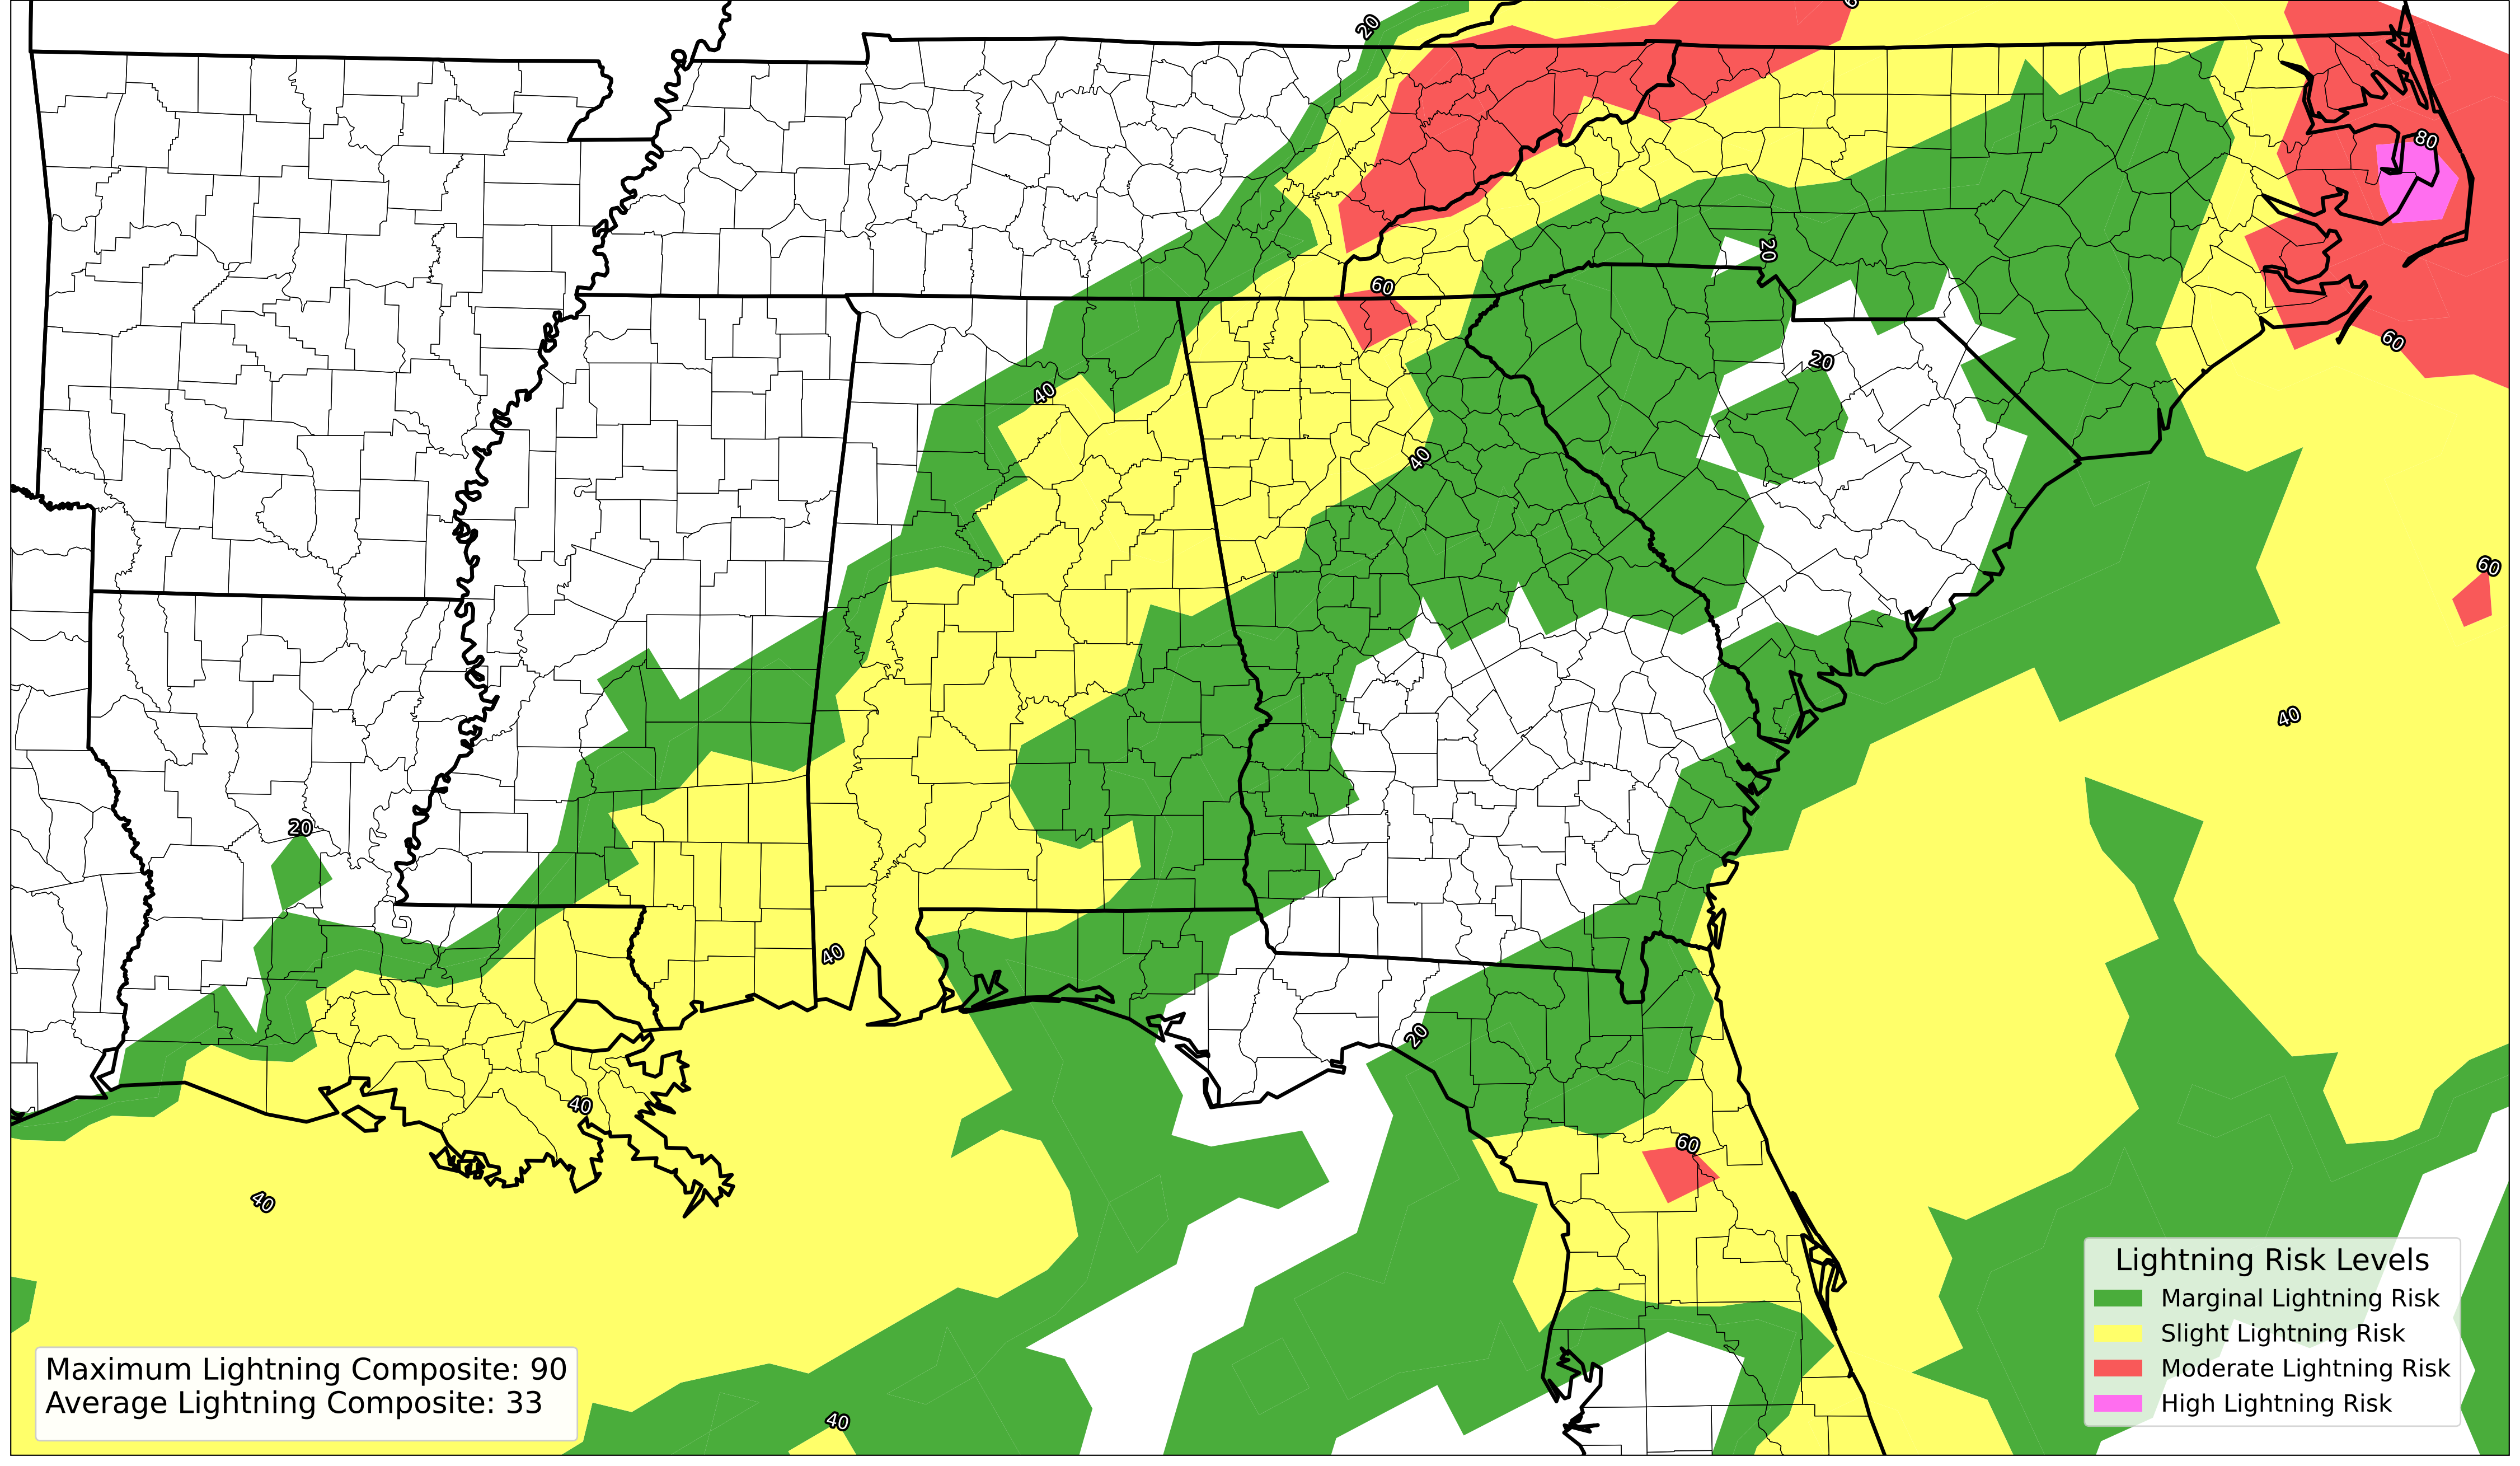 20
80
20
60
60
20
40
40
60
40
20
40
20
40
60
40
40
Lightning Risk Levels
Marginal Lightning Risk
Slight Lightning Risk
Moderate Lightning Risk
High Lightning Risk
Maximum Lightning Composite: 90
Average Lightning Composite: 33